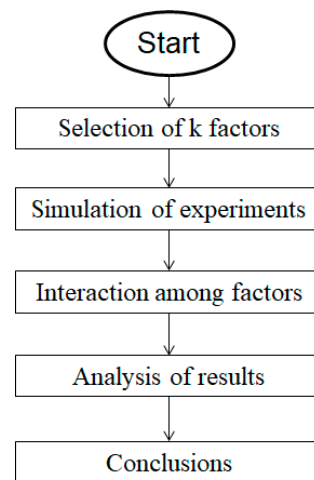 Start
Selection of k factors
Simulation of experiments
Interaction among factors
Analysis of results
Conclusions